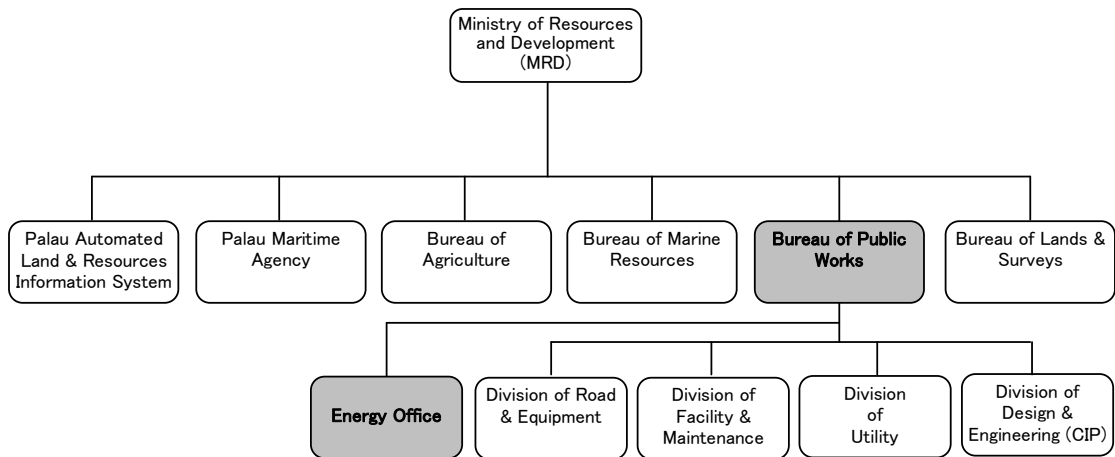 Ministry of Resources
and Development
(MRD)
Palau Automated
Land & Resources
Information System
Palau Maritime
Agency
Bureau of
Agriculture
Bureau of Marine
Resources
Bureau of Public
Works
Bureau of Lands &
Surveys
Energy Office
Division of Road
& Equipment
Division of
Facility &
Maintenance
Division
of
Utility
Division of
Design &
Engineering (CIP)